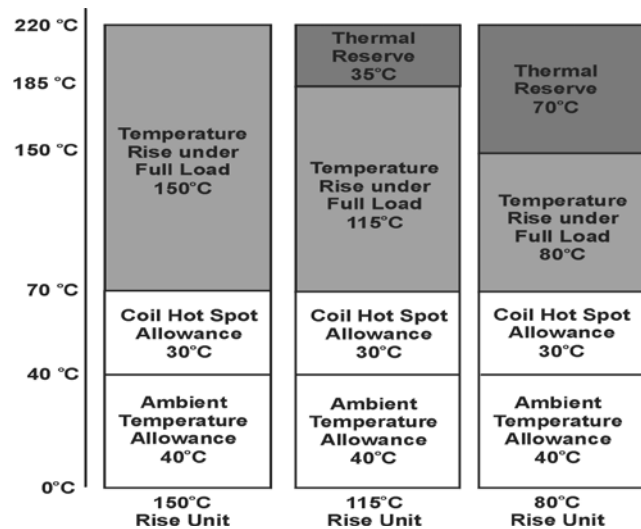 220 °C
185 °C
150 °C
70 °C
40 °C
0°C
Temperature
Rise under
Full Load
150°C
Coil Hot Spot
Allowance
30°C
Ambient
Temperature
Allowance
40°C
150°C
Rise Unit
Thermal
Reserve
35°C
Temperature
Rise under
Full Load
115°C
Coil Hot Spot
Allowance
30°C
Ambient
Temperature
Allowance
40°C
115°C
Rise Unit
Thermal
Reserve
70°C
Temperature
Rise under
Full Load
80°C
Coil Hot Spot
Allowance
30°C
Ambient
Temperature
Allowance
40°C
80°C
Rise Unit